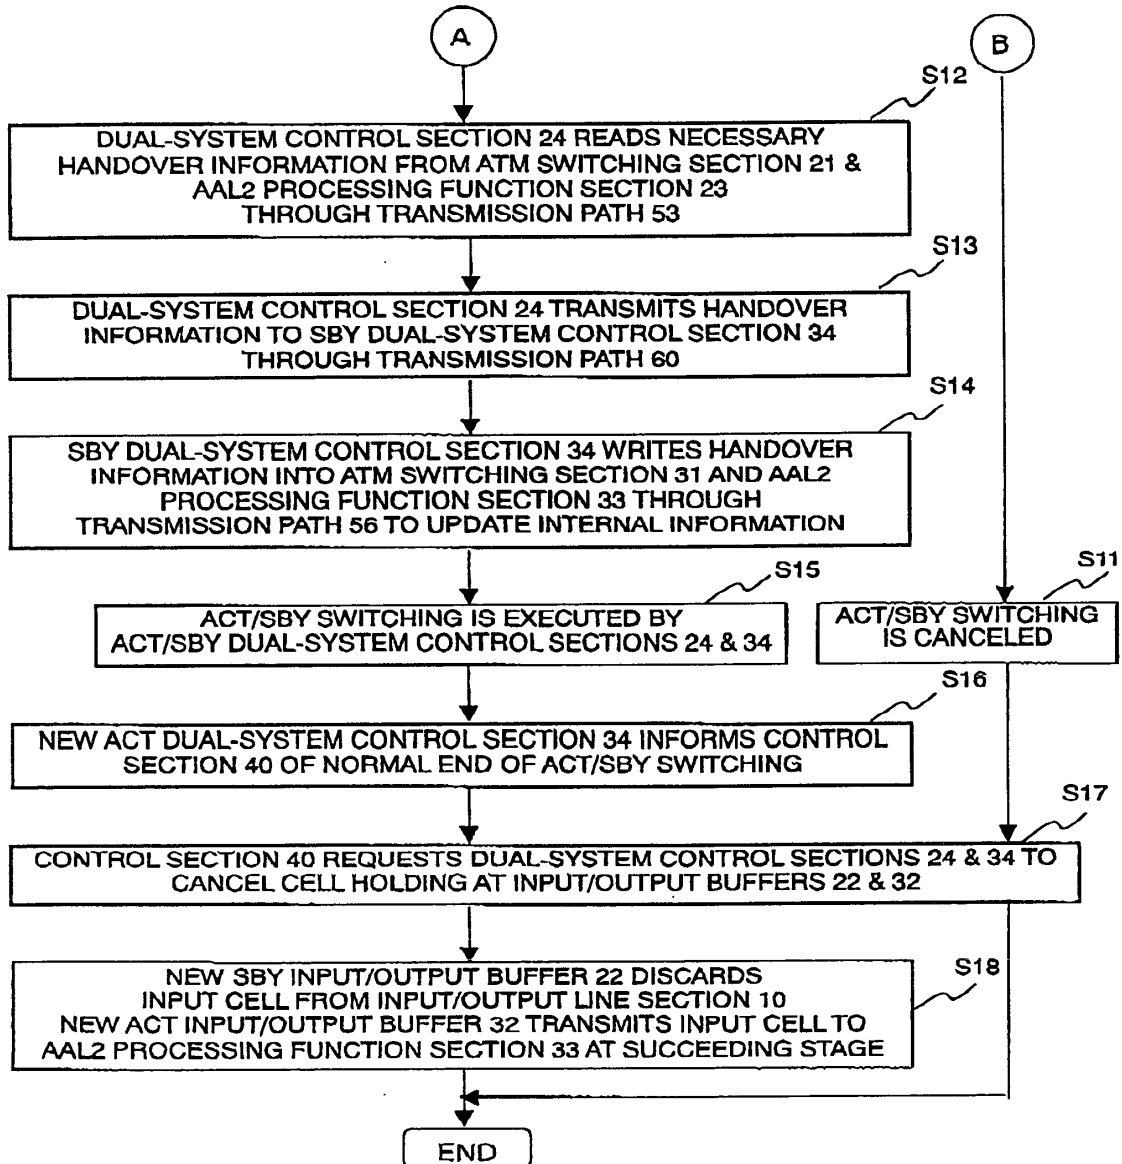 A
B
S12
DUAL-SYSTEM CONTROL SECTION 24 READS NECESSARY
HANDOVER INFORMATION FROM ATM SWITCHING SECTION 21 &
AAL2 PROCESSING FUNCTION SECTION 23
THROUGH TRANSMISSION PATH 53
S13
DUAL-SYSTEM CONTROL SECTION 24 TRANSMITS HANDOVER
INFORMATION TO SBY DUAL-SYSTEM CONTROL SECTION 34
THROUGH TRANSMISSION PATH 60
S14
SBY DUAL-SYSTEM CONTROL SECTION 34 WRITES HANDOVER
INFORMATION INTO ATM SWITCHING SECTION 31 AND AAL2
PROCESSING FUNCTION SECTION 33 THROUGH
TRANSMISSION PATH 56 TO UPDATE INTERNAL INFORMATION
S15
ACT/SBY SWITCHING IS EXECUTED BY
ACT/SBY DUAL-SYSTEM CONTROL SECTIONS 24 & 34
S11
ACT/SBY SWITCHING
IS CANCELED
S16
NEW ACT DUAL-SYSTEM CONTROL SECTION 34 INFORMS CONTROL
SECTION 40 OF NORMAL END OF ACT/SBY SWITCHING
S17
CONTROL SECTION 40 REQUESTS DUAL-SYSTEM CONTROL SECTIONS 24 & 34 TO
CANCEL CELL HOLDING AT INPUT/OUTPUT BUFFERS 22 & 32
S18
NEW SBY INPUT/OUTPUT BUFFER 22 DISCARDS
INPUT CELL FROM INPUT/OUTPUT LINE SECTION 10
NEW ACT INPUT/OUTPUT BUFFER 32 TRANSMITS INPUT CELL TO
AAL2 PROCESSING FUNCTION SECTION 33 AT SUCCEEDING STAGE
END